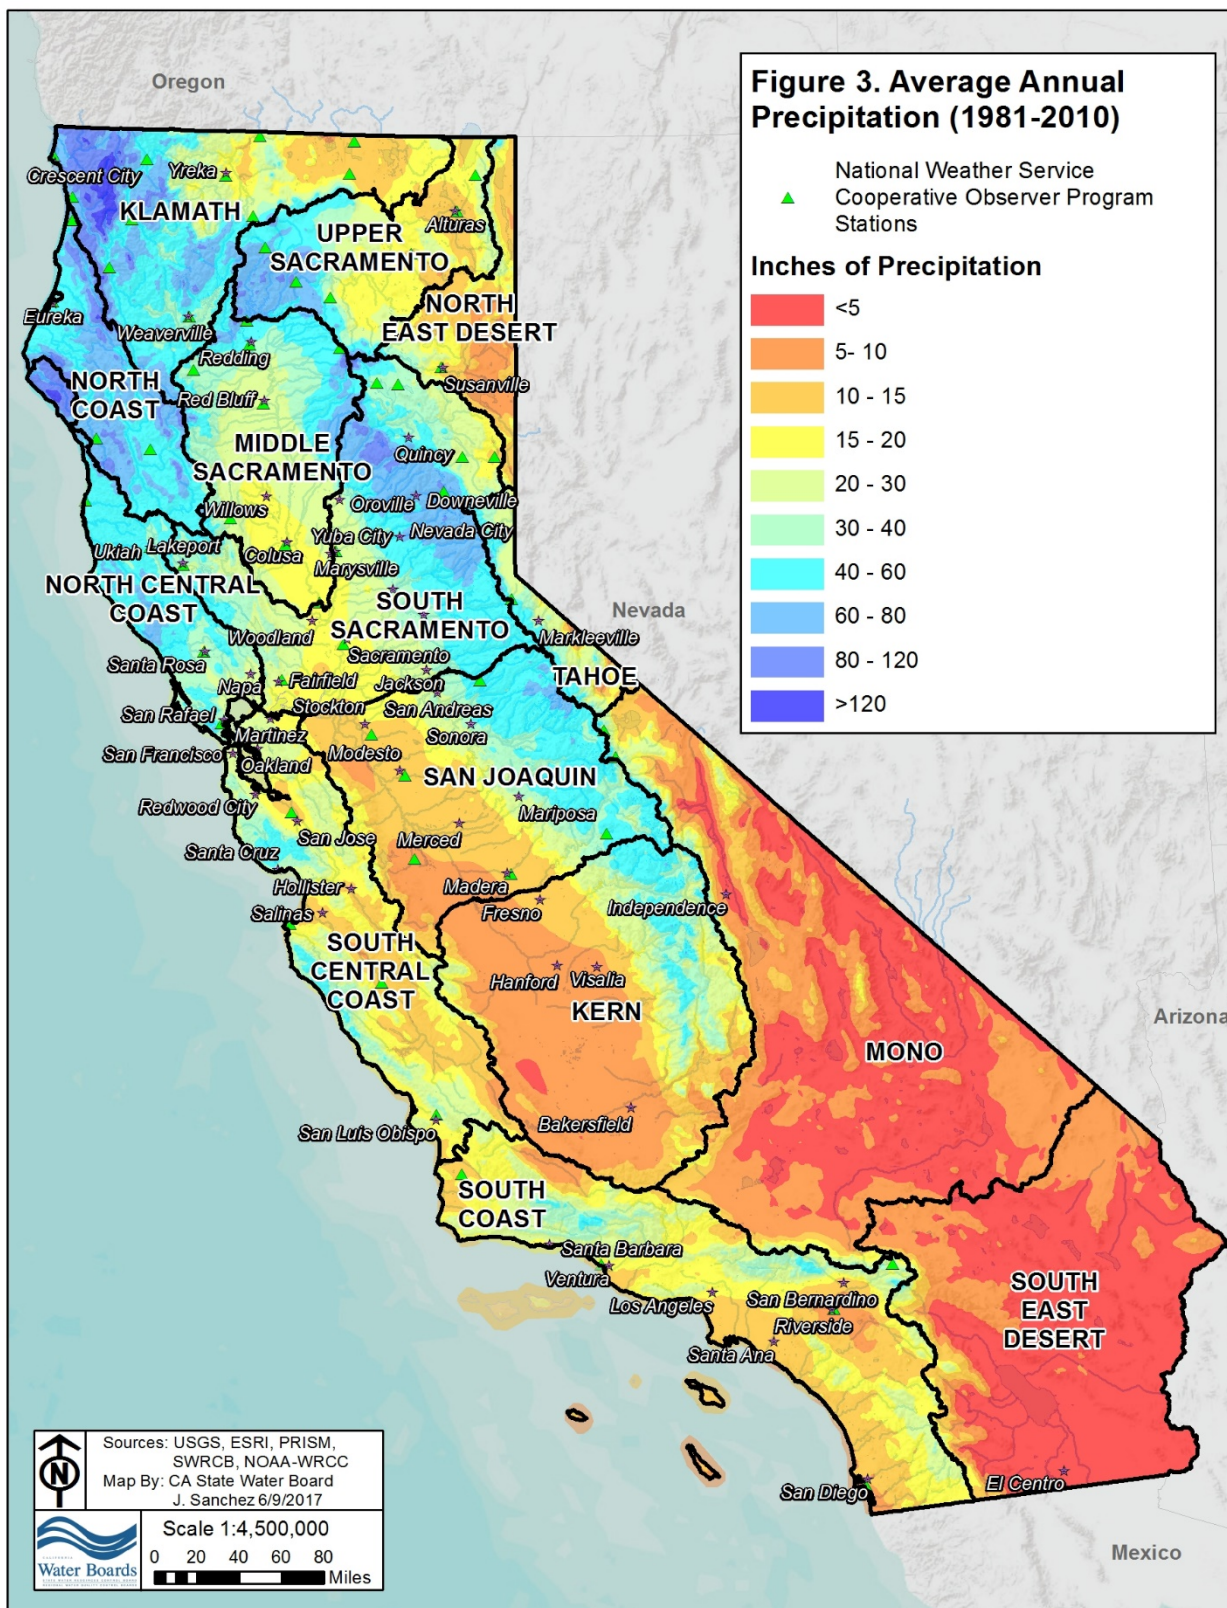 Oregon
Figure 3. Average Annual
Precipitation (1981-2010)
National Weather Service
Cooperative Observer Program
Stations
Inches of Precipitation
<5
5- 10
10 - 15
15 - 20
20 - 30
30 - 40
40 - 60
60 - 80
80 - 120
>120
Crescent City
Yreka
KLAMATH
Alturas
UPPER
SACRAMENTO
NORTH
EAST DESERT
Eureka
Weaverville
Redding
Susanville
NORTH
COAST
Red Bluff
MIDDLE
SACRAMENTO
Quincy
Willows
Oroville
Downeville
Yuba City
Nevada City
Ukiah
Lakeport
Colusa
Marysville
NORTH CENTRAL
COAST
SOUTH
SACRAMENTO
Nevada
Woodland
Markleeville
Santa Rosa
Sacramento
TAHOE
Napa
Fairfield
Jackson
San Rafael
Stockton
San Andreas
Martinez
Sonora
San Francisco
Oakland
Modesto
SAN JOAQUIN
Redwood City
Mariposa
San Jose
Merced
Santa Cruz
Hollister
Madera
Salinas
Fresno
Independence
SOUTH
CENTRAL
COAST
Hanford
Visalia
KERN
Arizona
MONO
San Luis Obispo
Bakersfield
SOUTH
COAST
Santa Barbara
Ventura
Los Angeles
San Bernardino
Riverside
Santa Ana
SOUTH
EAST
DESERT
San Diego
El Centro
Mexico
N
Sources: USGS, ESRI, PRISM,
SWRCB, NOAA-WRCC
Map By: CA State Water Board
J. Sanchez 6/9/2017
CALIFORNIA
Water Boards
Scale 1:4,500,000
0 20 40 60 80
Miles